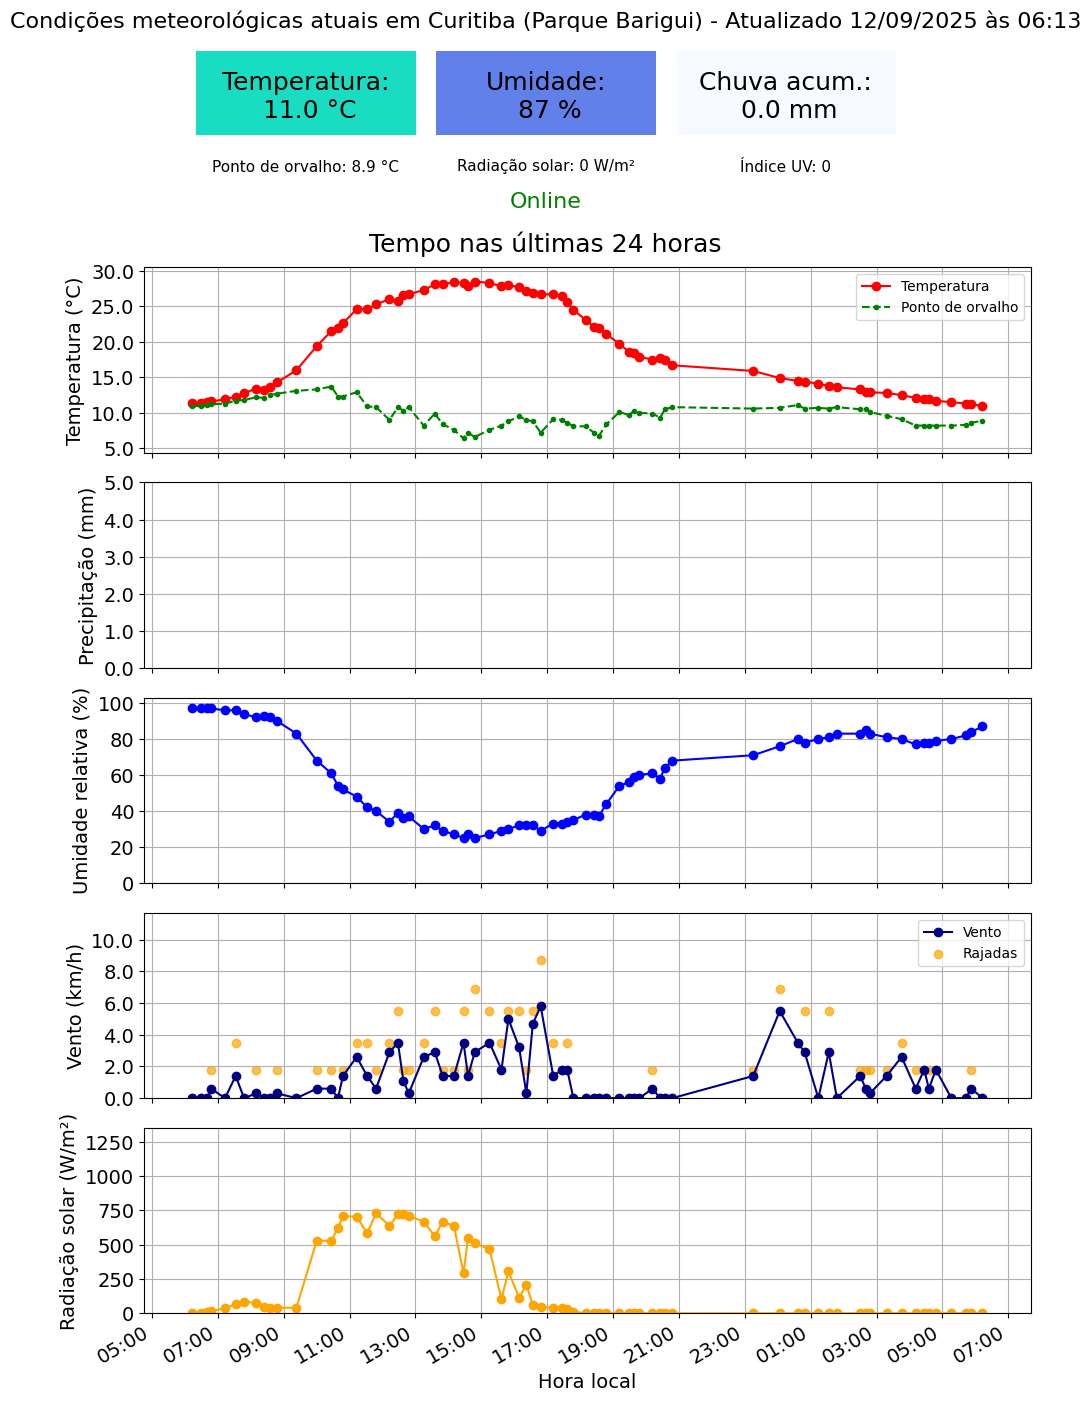 Condições meteorológicas atuais em Curitiba (Parque Barigui) - Atualizado 12/09/2025 às 06:13
Temperatura:
11.0 °C
Umidade:
87 %
Chuva acum.:
0.0 mm
Ponto de orvalho: 8.9 °C
Radiação solar: 0 W/m²
Índice UV: 0
Online
Tempo nas últimas 24 horas
Temperatura (°C)
30.0
25.0
20.0
15.0
10.0
5.0
Temperatura
Ponto de orvalho
Precipitação (mm)
5.0
4.0
3.0
2.0
1.0
0.0
Umidade relativa (%)
100
80
60
40
20
0
Vento (km/h)
10.0
8.0
6.0
4.0
2.0
0.0
Vento
Rajadas
Radiação solar (W/m²)
1250
1000
750
500
250
0
05:00
07:00
09:00
11:00
13:00
15:00
17:00
19:00
21:00
23:00
01:00
03:00
05:00
07:00
Hora local